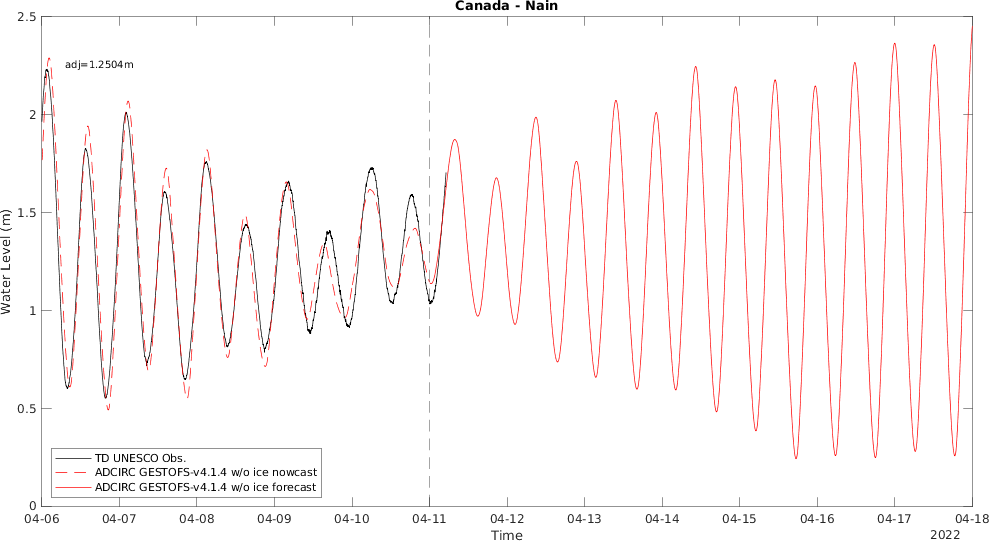 Canada - Nain
2.5
adj=1.2504m
2
1.5
Water Level (m)
1
0.5
TD UNESCO Obs.
ADCIRC GESTOFS-v4.1.4 w/o ice nowcast
ADCIRC GESTOFS-v4.1.4 w/o ice forecast
0
04-06 04-07 04-08 04-09 04-10 04-11 04-12 04-13 04-14 04-15 04-16 04-17 04-18
Time
2022